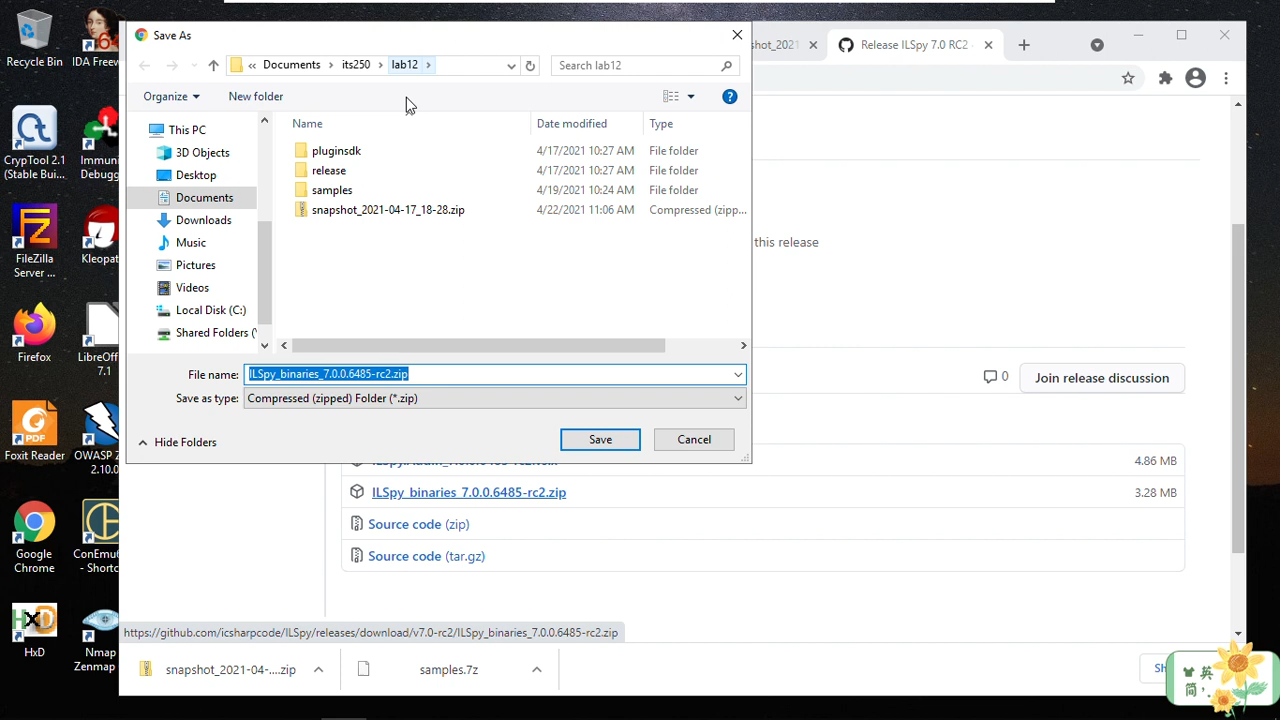 Recycle Bin
IDA Freew
CrypTool 2.1
(Stable Bui...
Immuni
Debugg
FileZilla
Server ...
Kleopat
Firefox
LibreOff
7.1
Foxit Reader
OWASP Z
2.10.0
Google
Chrome
ConEmu6
- Shortc
HxD
Nmap
Zenmap
Save As
« Documents › its250 › lab12 ›
Search lab12
Organize
New folder
This PC
3D Objects
Desktop
Documents
Downloads
Music
Pictures
Videos
Local Disk (C:)
Shared Folders (
Name Date modified Type
pluginsdk 4/17/2021 10:27 AM File folder
release 4/17/2021 10:27 AM File folder
samples 4/19/2021 10:24 AM File folder
snapshot_2021-04-17_18-28.zip 4/22/2021 11:06 AM Compressed (zipp...
File name: ILSpy_binaries_7.0.0.6485-rc2.zip
Save as type: Compressed (zipped) Folder (*.zip)
Hide Folders
Save
Cancel
hot_2021
Release ILSpy 7.0 RC2
this release
0
Join release discussion
4.86 MB
ILSpy_binaries_7.0.0.6485-rc2.zip 3.28 MB
Source code (zip)
Source code (tar.gz)
https://github.com/icsharpcode/ILSpy/releases/download/v7.0-rc2/ILSpy_binaries_7.0.0.6485-rc2.zip
snapshot_2021-04-....zip
samples.7z
Sh
英
简